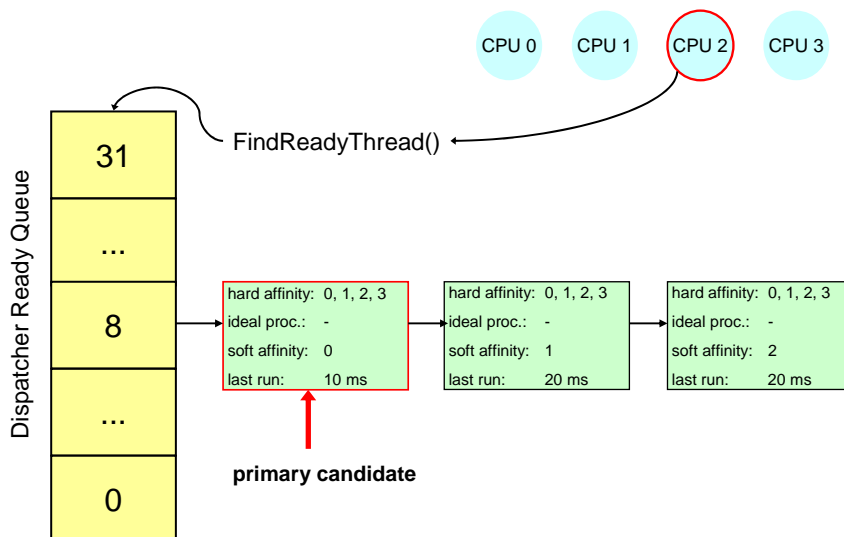 CPU 0 CPU 1 CPU 2 CPU 3
FindReadyThread()
Dispatcher Ready Queue
31
...
8
...
0
hard affinity: 0, 1, 2, 3
ideal proc.: -
soft affinity: 0
last run: 10 ms
hard affinity: 0, 1, 2, 3
ideal proc.: -
soft affinity: 1
last run: 20 ms
hard affinity: 0, 1, 2, 3
ideal proc.: -
soft affinity: 2
last run: 20 ms
primary candidate